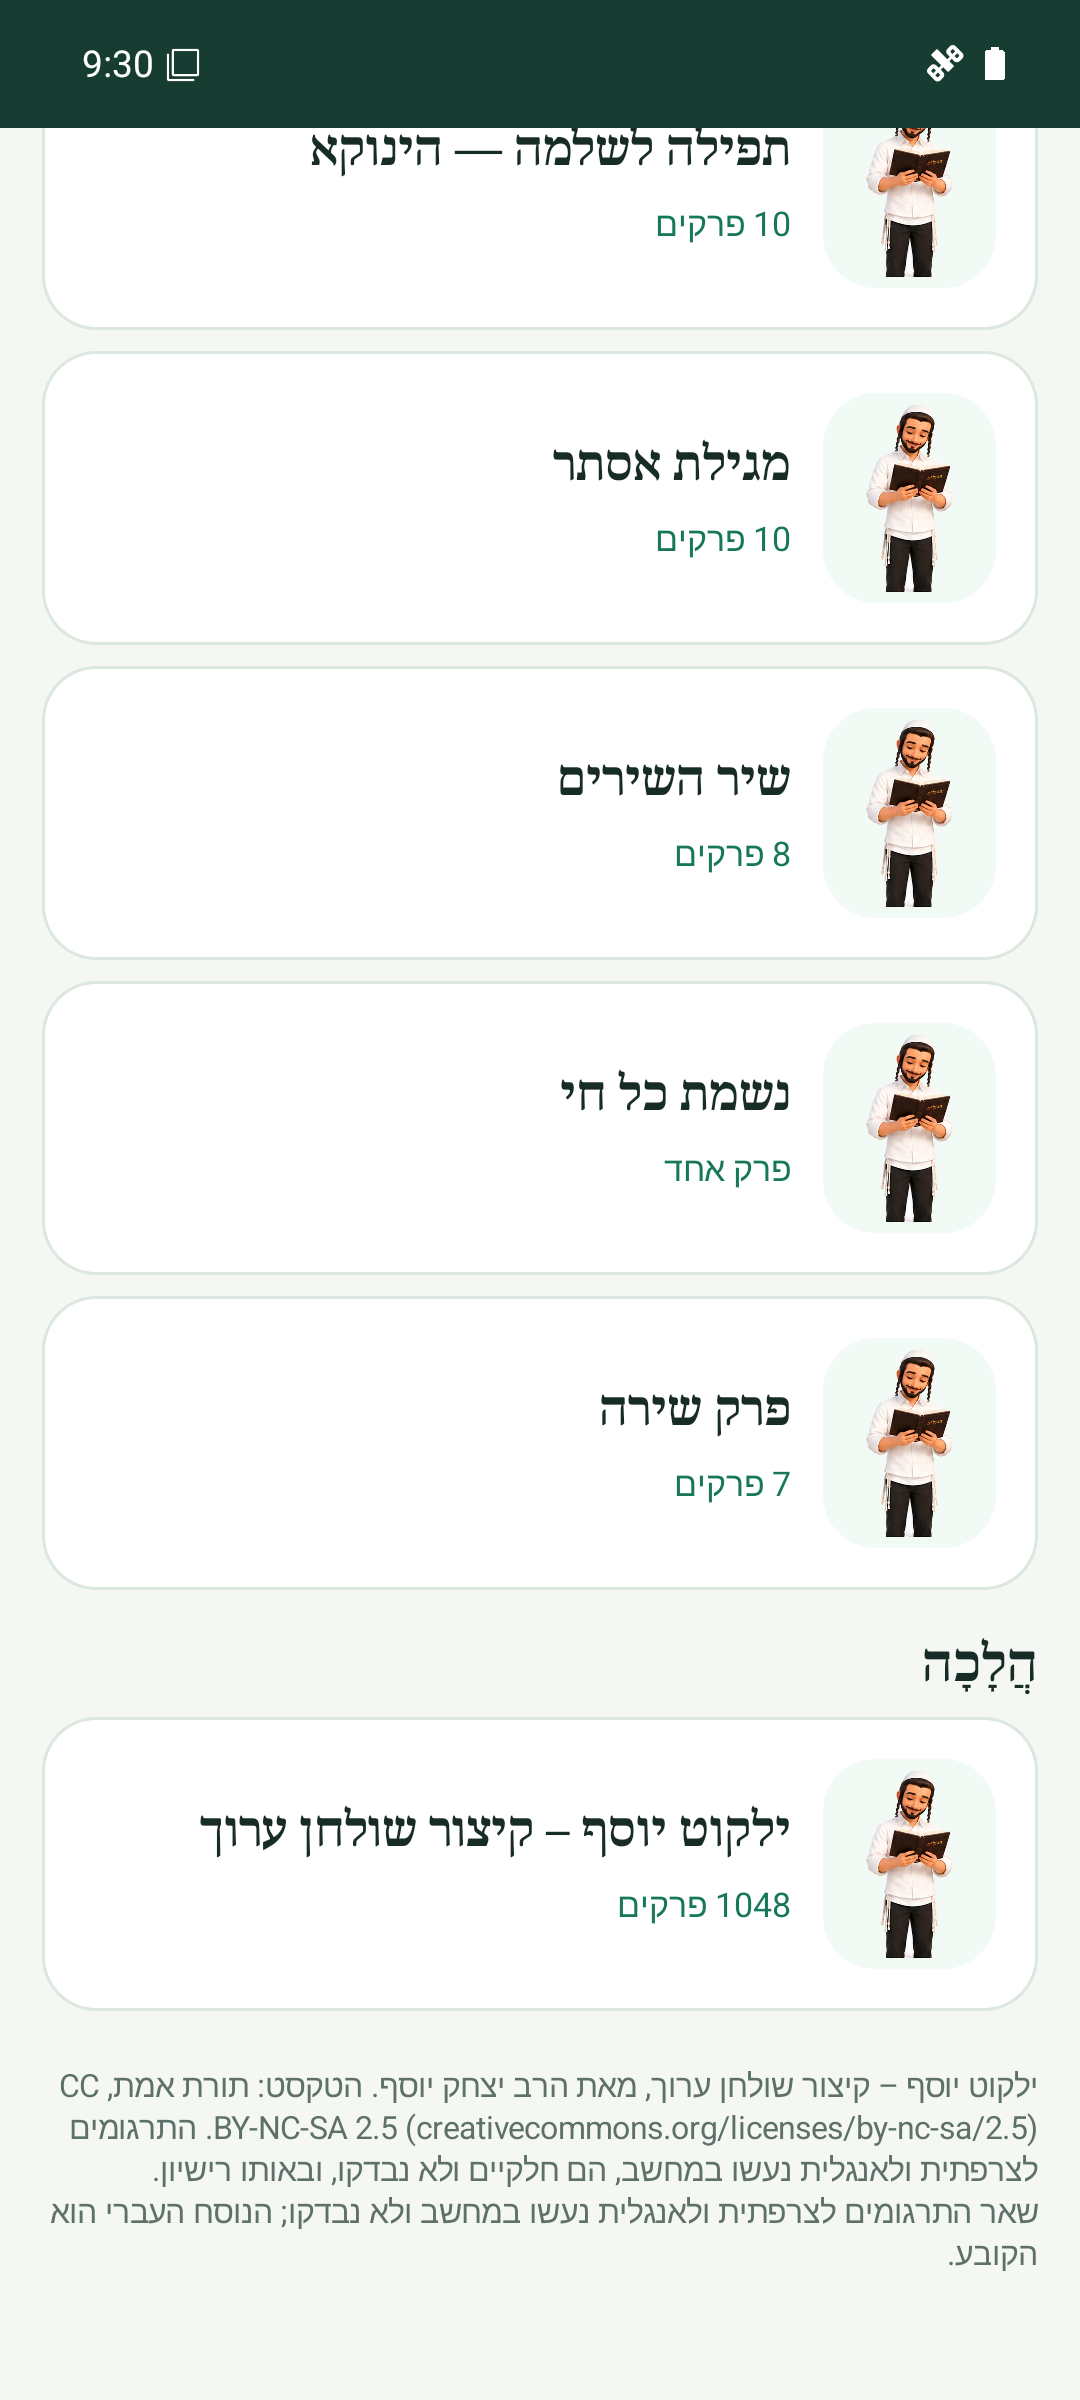 9:30
תפילה לשלמה — הינוקא
10 פרקים
מגילת אסתר
10 פרקים
שיר השירים
8 פרקים
נשמת כל חי
פרק אחד
פרק שירה
7 פרקים
הֲלָכָה
ילקוט יוסף – קיצור שולחן ערוך
1048 פרקים
ילקוט יוסף – קיצור שולחן ערוך, מאת הרב יצחק יוסף. הטקסט: תורת אמת, CC
BY-NC-SA 2.5 (creativecommons.org/licenses/by-nc-sa/2.5). התרגומים
לצרפתית ולאנגלית נעשו במחשב, הם חלקיים ולא נבדקו, ובאותו רישיון.
שאר התרגומים לצרפתית ולאנגלית נעשו במחשב ולא נבדקו; הנוסח העברי הוא
הקובע.